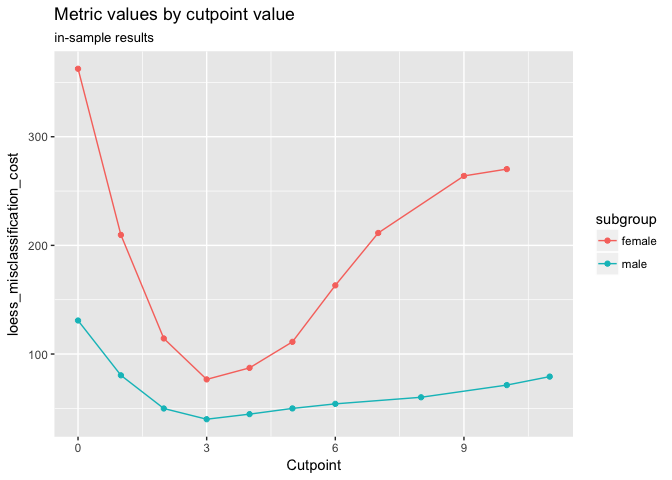 Metric values by cutpoint value
in-sample results
loess_misclassification_cost
300
200
100
0
3
6
9
Cutpoint
subgroup
female
male